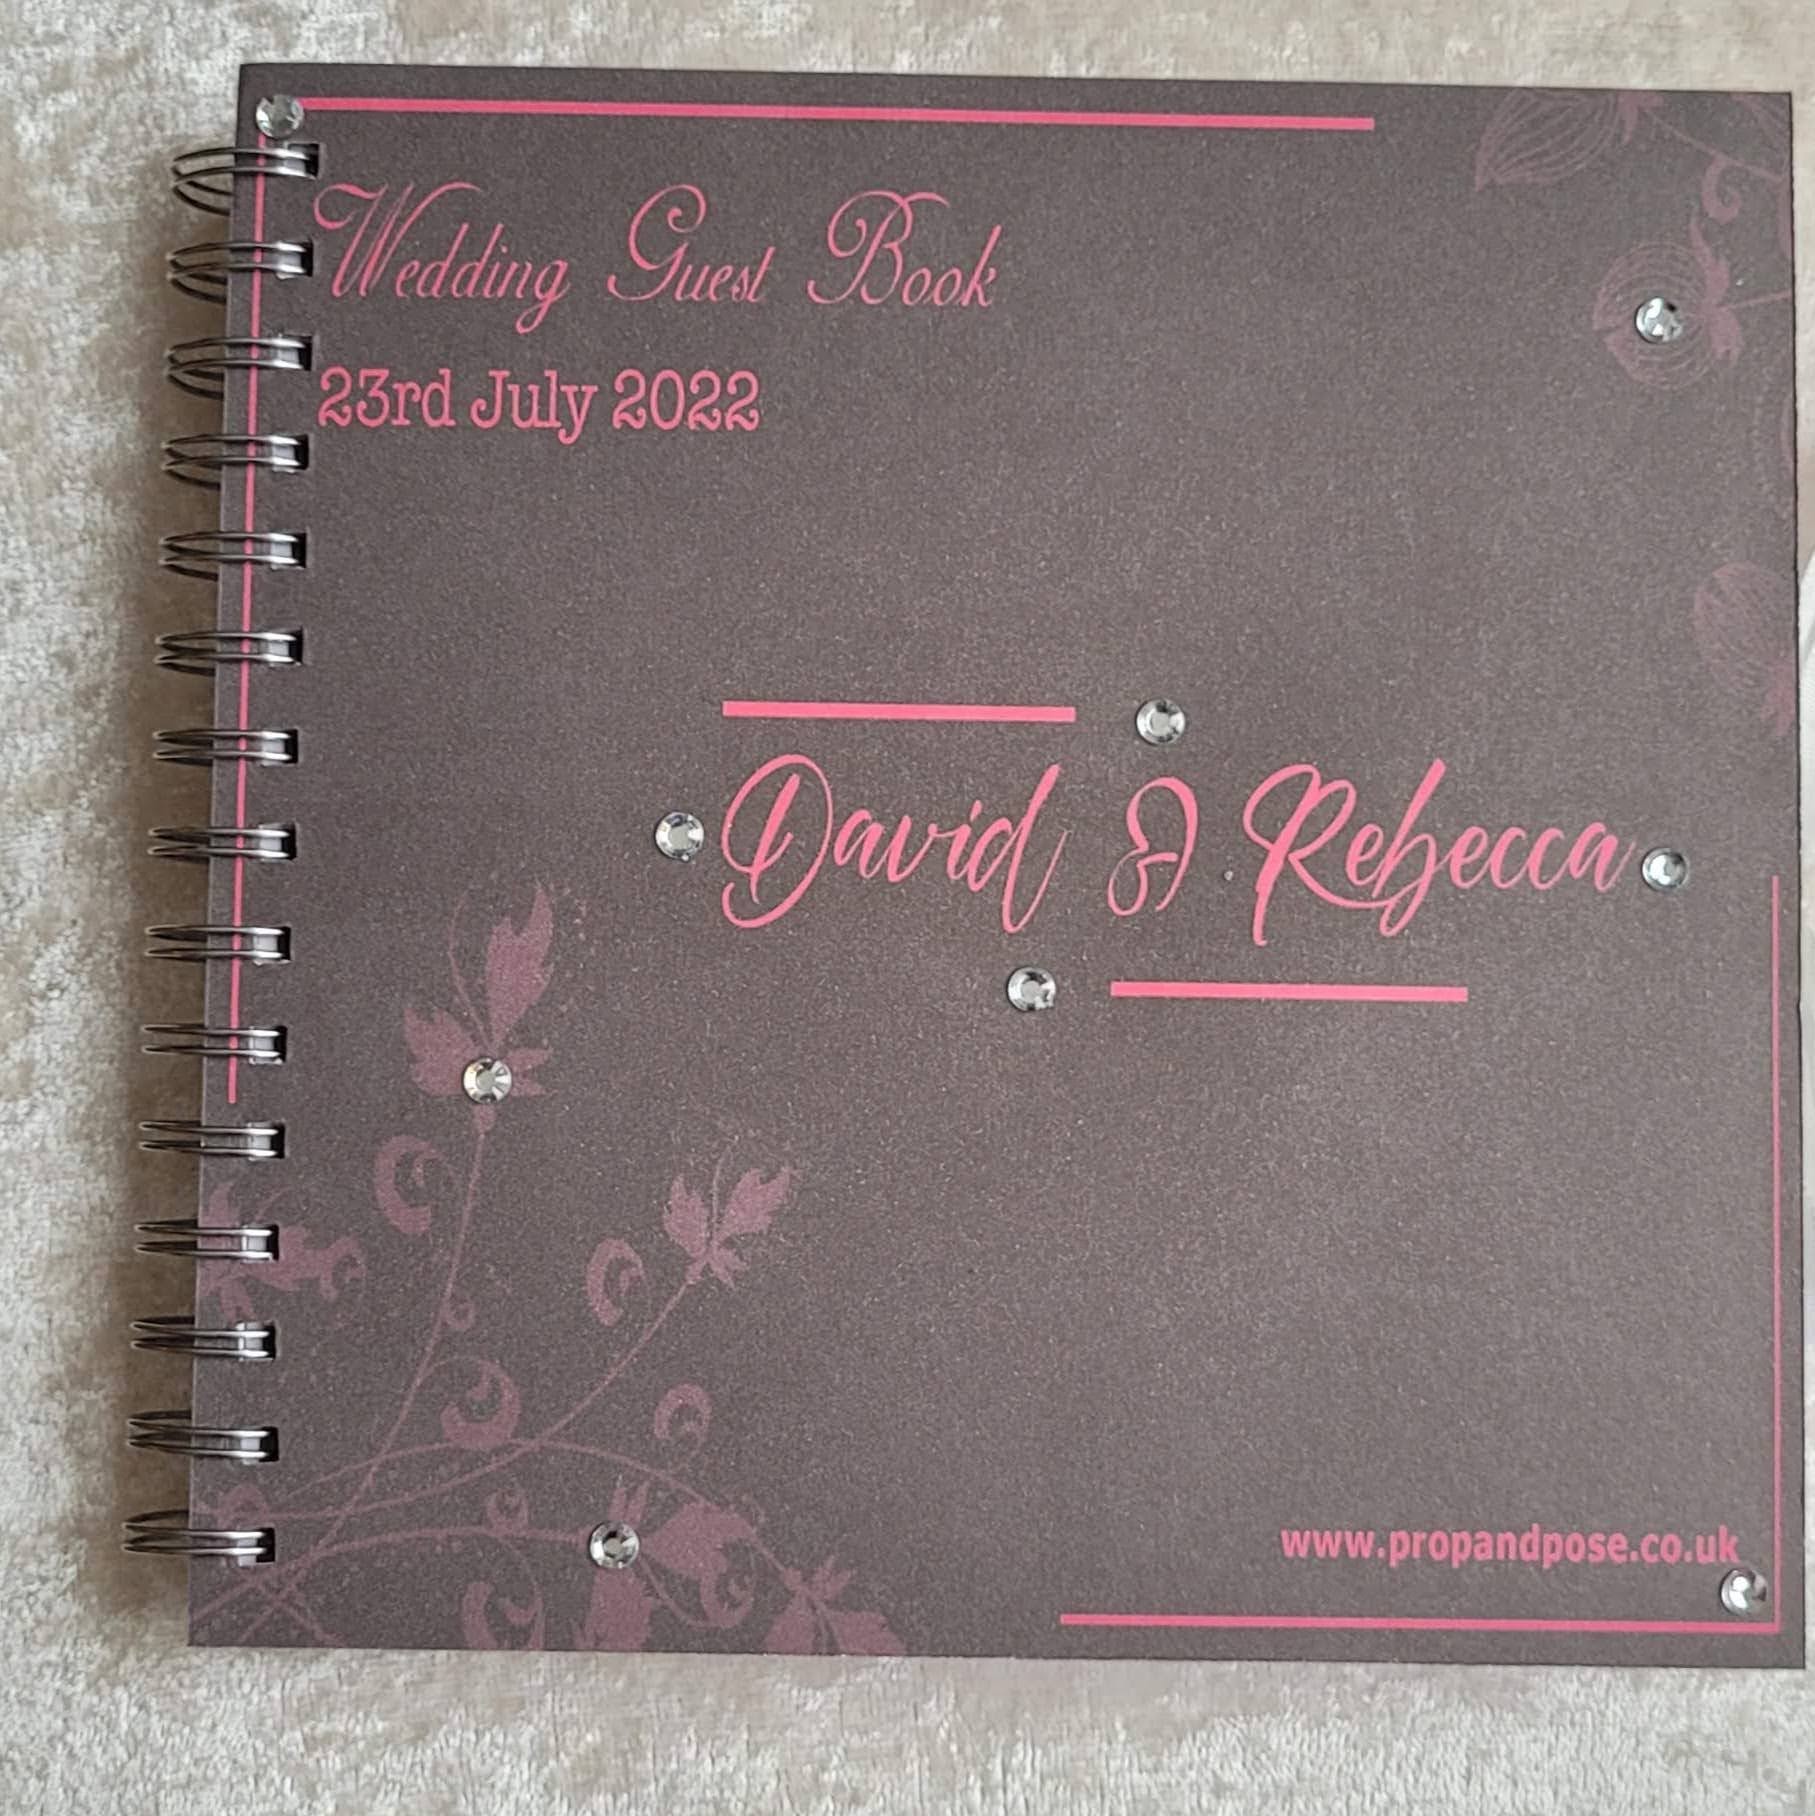 Wedding Guest Book
23rd July 2022
David & Rebecca
www.propandpose.co.uk